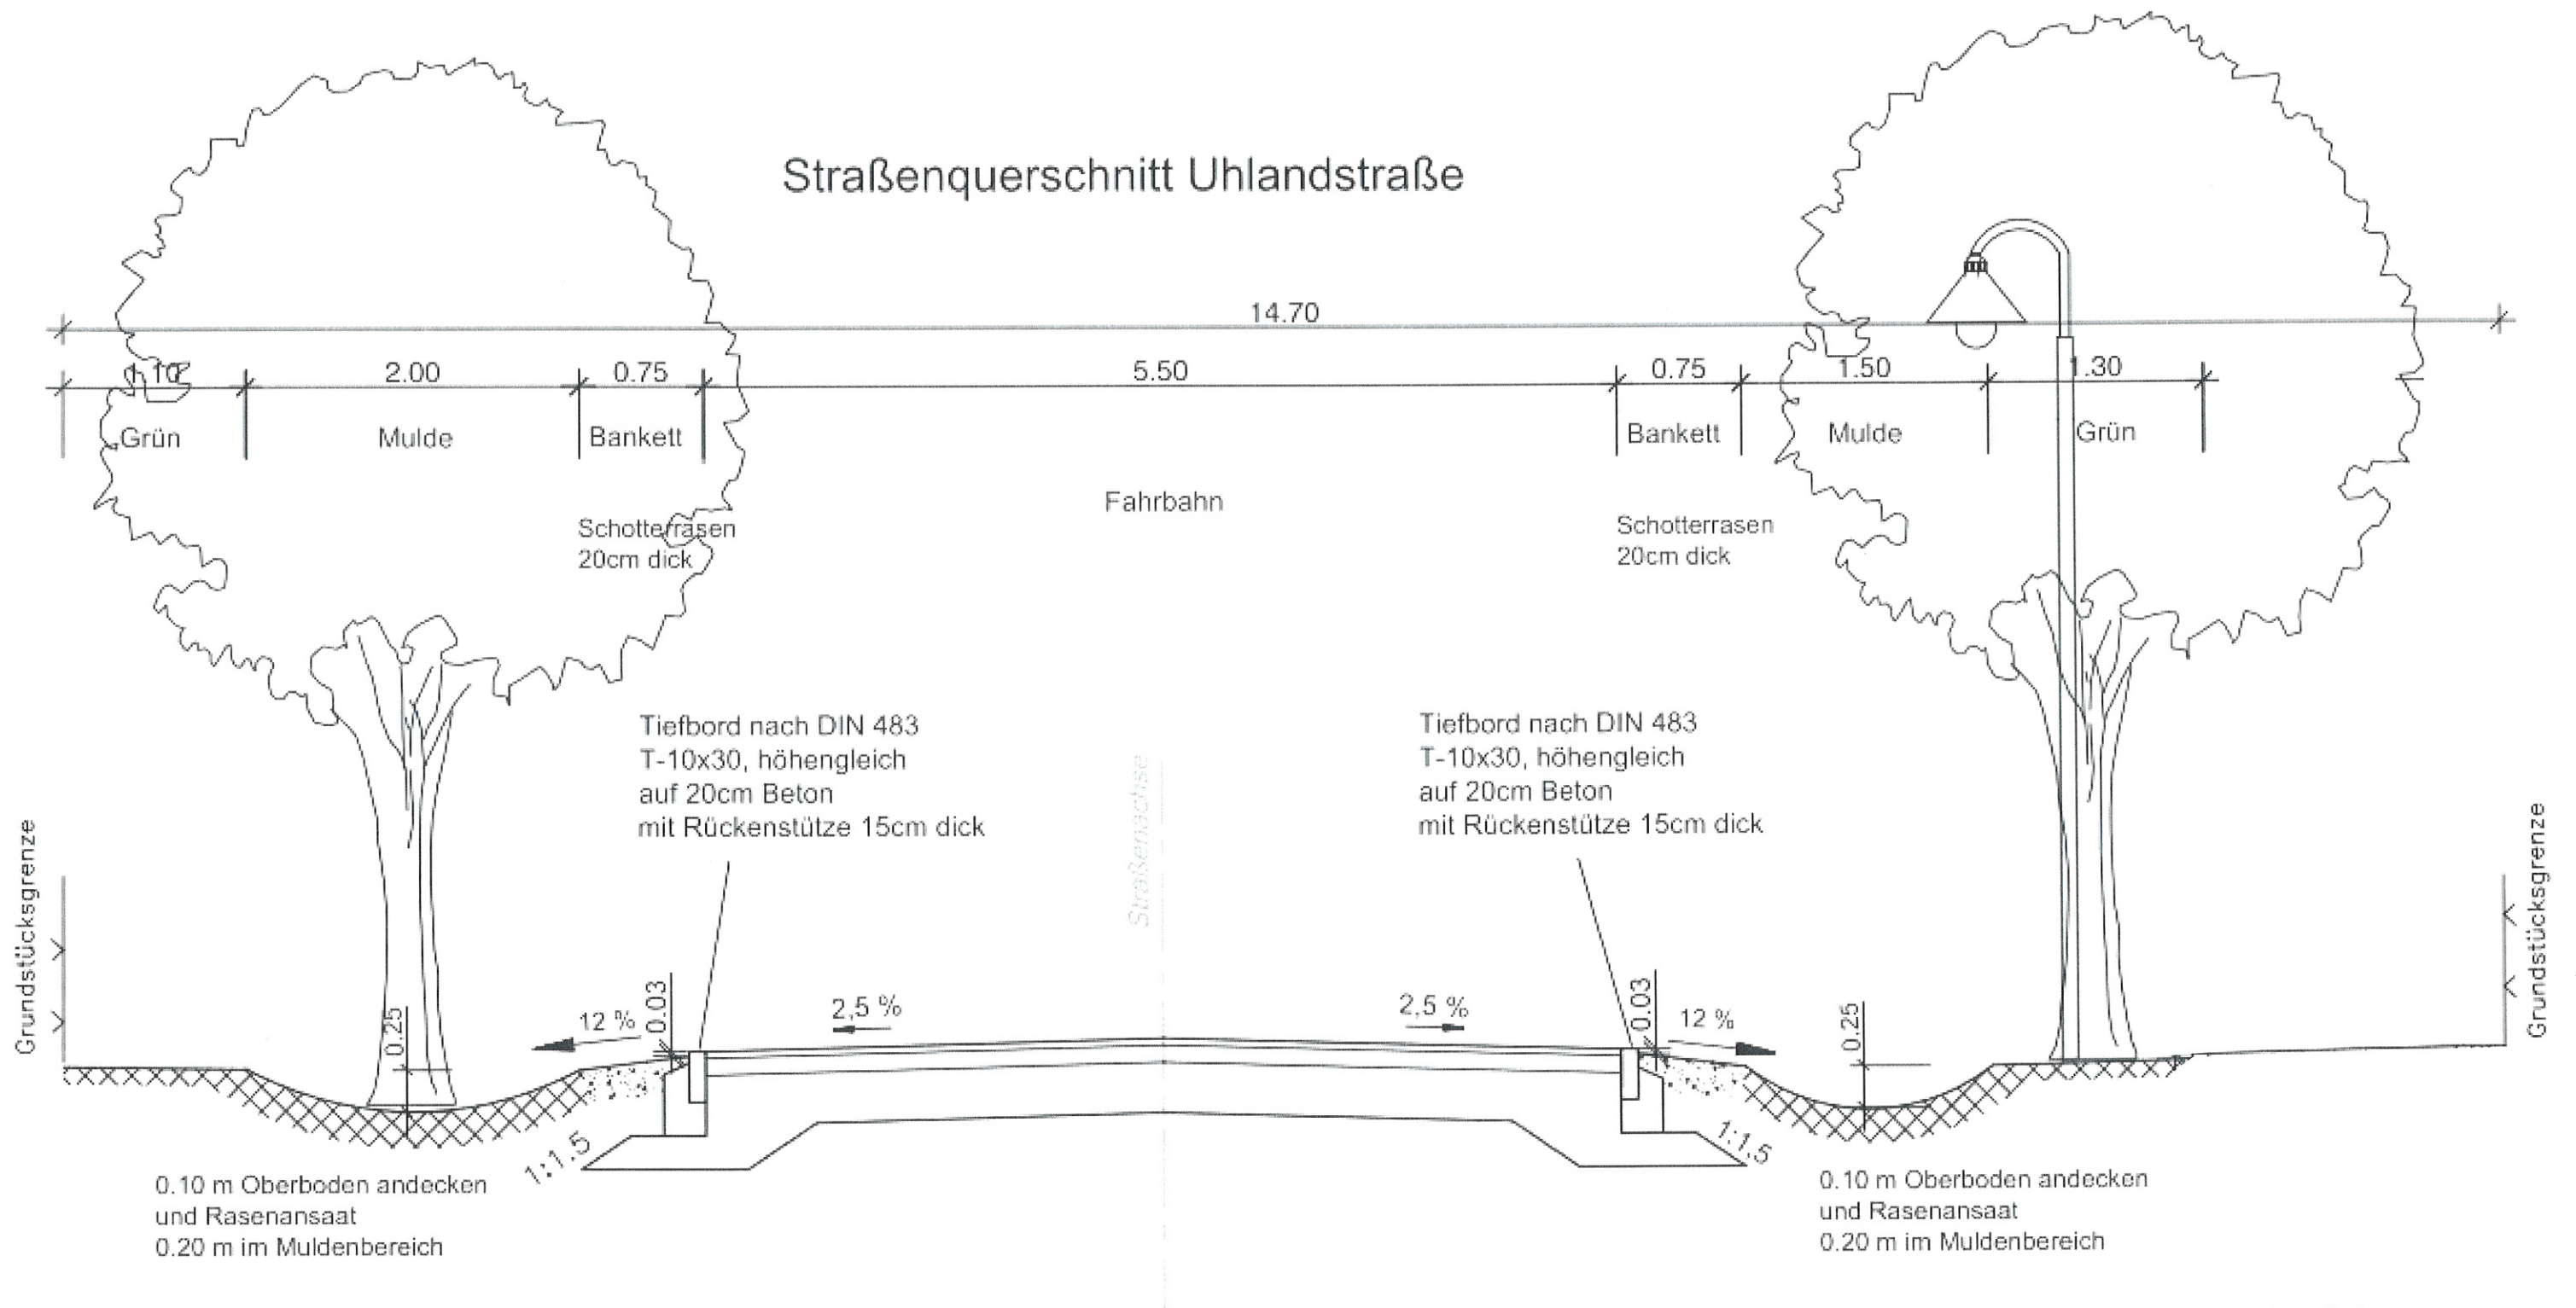 Straßenquerschnitt Uhlandstraße
14.70
1.10 2.00 0.75 5.50 0.75 1.50 1.30
Grün Mulde Bankett Bankett Mulde Grün
Fahrbahn
Schotterrasen
20cm dick
Schotterrasen
20cm dick
Tiefbord nach DIN 483
T-10x30, höhengleich
auf 20cm Beton
mit Rückenstütze 15cm dick
Tiefbord nach DIN 483
T-10x30, höhengleich
auf 20cm Beton
mit Rückenstütze 15cm dick
Straßenachse
Grundstücksgrenze
Grundstücksgrenze
0.25
12 %
0.03
2,5 %
2,5 %
0.03
12 %
0.25
1:1.5
1:1.5
0.10 m Oberboden andecken
und Rasenansaat
0.20 m im Muldenbereich
0.10 m Oberboden andecken
und Rasenansaat
0.20 m im Muldenbereich